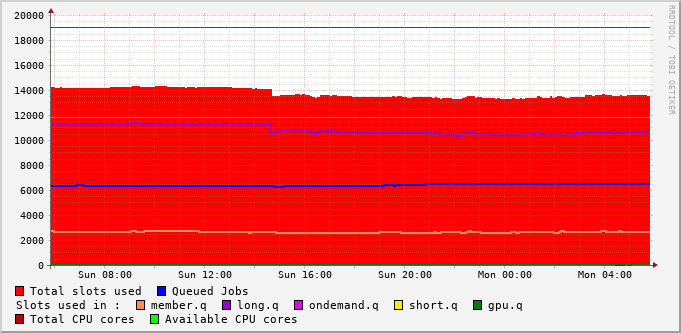 20000
18000
16000
14000
12000
10000
8000
6000
4000
2000
0
Sun 08:00 Sun 12:00 Sun 16:00 Sun 20:00 Mon 00:00 Mon 04:00
RRDTOOL / TOBI OETIKER
Total slots used Queued Jobs
Slots used in : member.q long.q ondemand.q short.q gpu.q
Total CPU cores Available CPU cores